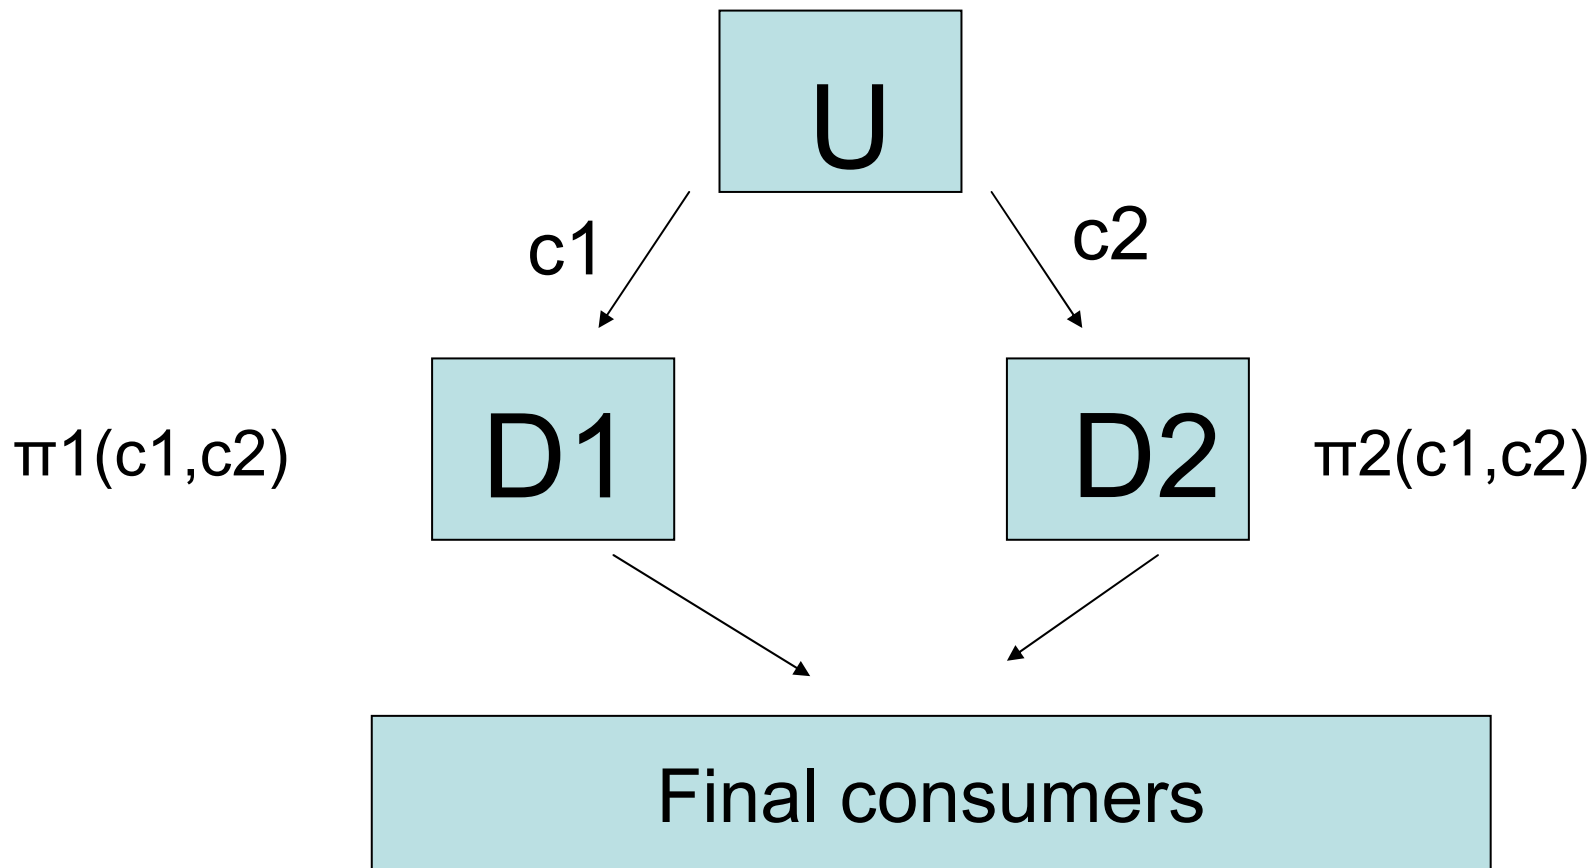 U
c1
c2
π1(c1,c2)
D1
D2
π2(c1,c2)
Final consumers